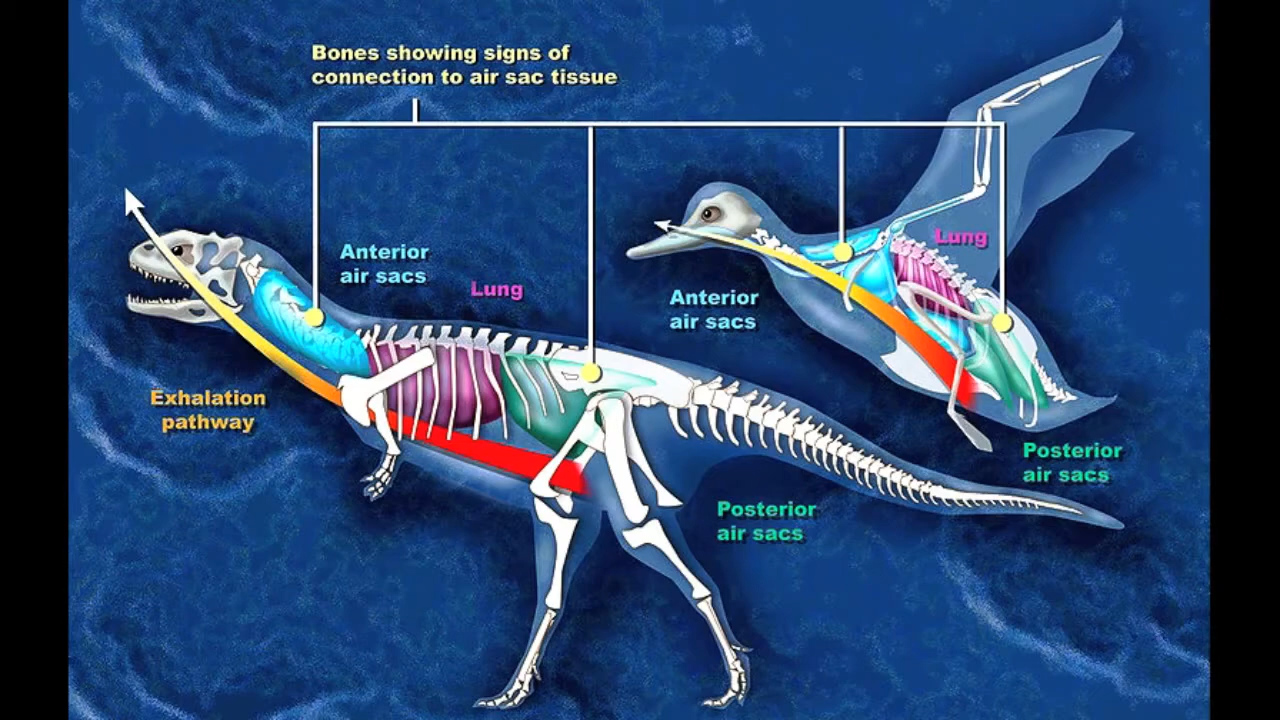 Bones showing signs of
connection to air sac tissue
Anterior
air sacs
Lung
Exhalation
pathway
Posterior
air sacs
Lung
Anterior
air sacs
Posterior
air sacs